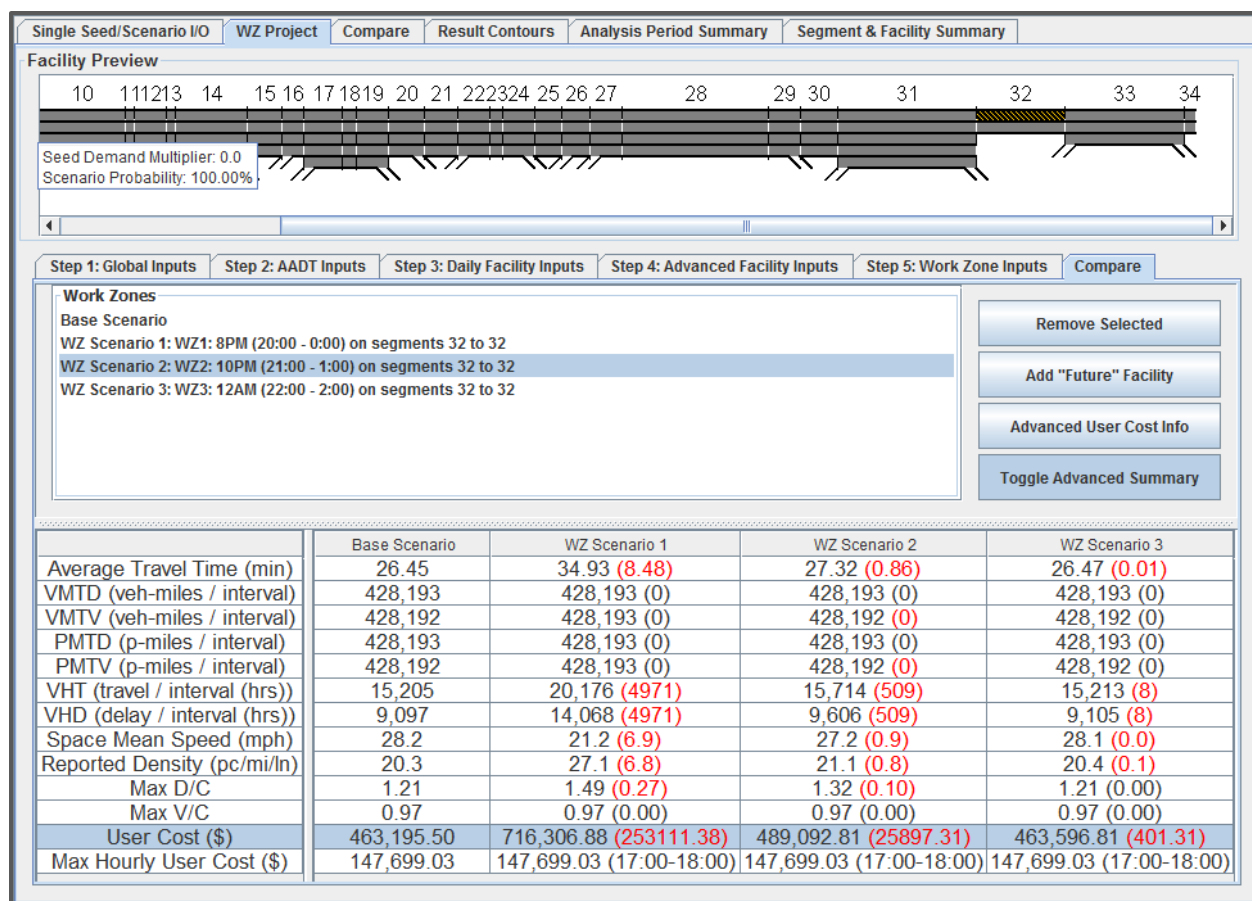 Single Seed/Scenario I/O WZ Project Compare Result Contours Analysis Period Summary Segment & Facility Summary
Facility Preview
10 11 12 13 14 15 16 17 18 19 20 21 22 23 24 25 26 27 28 29 30 31 32 33 34
Seed Demand Multiplier: 0.0
Scenario Probability: 100.00%
Step 1: Global Inputs Step 2: AADT Inputs Step 3: Daily Facility Inputs Step 4: Advanced Facility Inputs Step 5: Work Zone Inputs Compare
Work Zones
Base Scenario
WZ Scenario 1: WZ1: 8PM (20:00 - 0:00) on segments 32 to 32
WZ Scenario 2: WZ2: 10PM (21:00 - 1:00) on segments 32 to 32
WZ Scenario 3: WZ3: 12AM (22:00 - 2:00) on segments 32 to 32
Remove Selected
Add "Future" Facility
Advanced User Cost Info
Toggle Advanced Summary
Base Scenario WZ Scenario 1 WZ Scenario 2 WZ Scenario 3
Average Travel Time (min) 26.45 34.93 (8.48) 27.32 (0.86) 26.47 (0.01)
VMTD (veh-miles / interval) 428,193 428,193 (0) 428,193 (0) 428,193 (0)
VMTV (veh-miles / interval) 428,192 428,193 (0) 428,192 (0) 428,192 (0)
PMTD (p-miles / interval) 428,193 428,193 (0) 428,193 (0) 428,193 (0)
PMTV (p-miles / interval) 428,192 428,193 (0) 428,192 (0) 428,192 (0)
VHT (travel / interval (hrs)) 15,205 20,176 (4971) 15,714 (509) 15,213 (8)
VHD (delay / interval (hrs)) 9,097 14,068 (4971) 9,606 (509) 9,105 (8)
Space Mean Speed (mph) 28.2 21.2 (6.9) 27.2 (0.9) 28.1 (0.0)
Reported Density (pc/mi/ln) 20.3 27.1 (6.8) 21.1 (0.8) 20.4 (0.1)
Max D/C 1.21 1.49 (0.27) 1.32 (0.10) 1.21 (0.00)
Max V/C 0.97 0.97 (0.00) 0.97 (0.00) 0.97 (0.00)
User Cost ($) 463,195.50 716,306.88 (253111.38) 489,092.81 (25897.31) 463,596.81 (401.31)
Max Hourly User Cost ($) 147,699.03 147,699.03 (17:00-18:00) 147,699.03 (17:00-18:00) 147,699.03 (17:00-18:00)